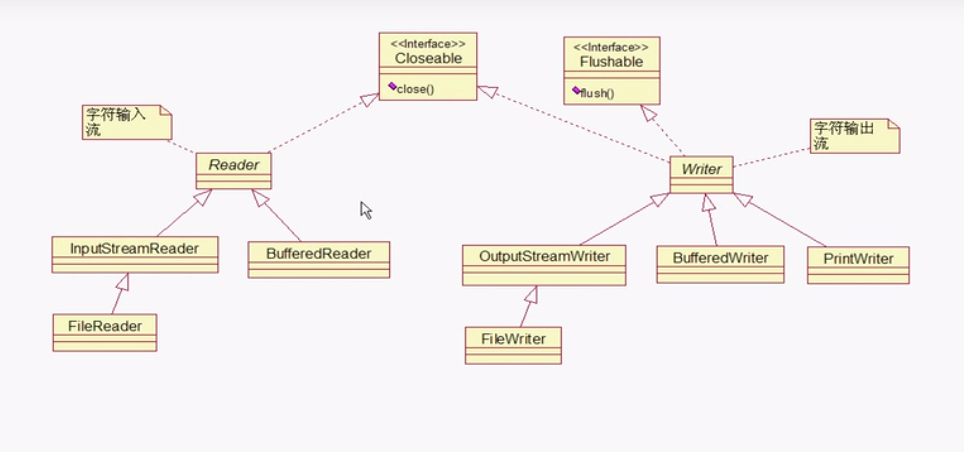 <<Interface>>
Closeable
close()
<<Interface>>
Flushable
flush()
字符输入
流
字符输出
流
Reader
Writer
InputStreamReader
BufferedReader
OutputStreamWriter
BufferedWriter
PrintWriter
FileReader
FileWriter